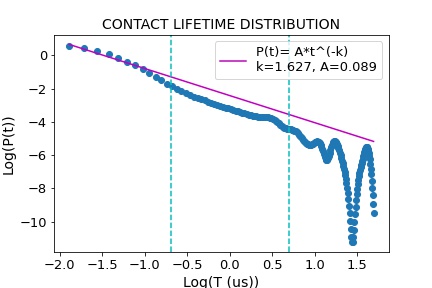 CONTACT LIFETIME DISTRIBUTION
P(t)= A*t^(-k)
k=1.627, A=0.089
Log(P(t))
0
−2
−4
−6
−8
−10
−2.0 −1.5 −1.0 −0.5 0.0 0.5 1.0 1.5
Log(T (us))